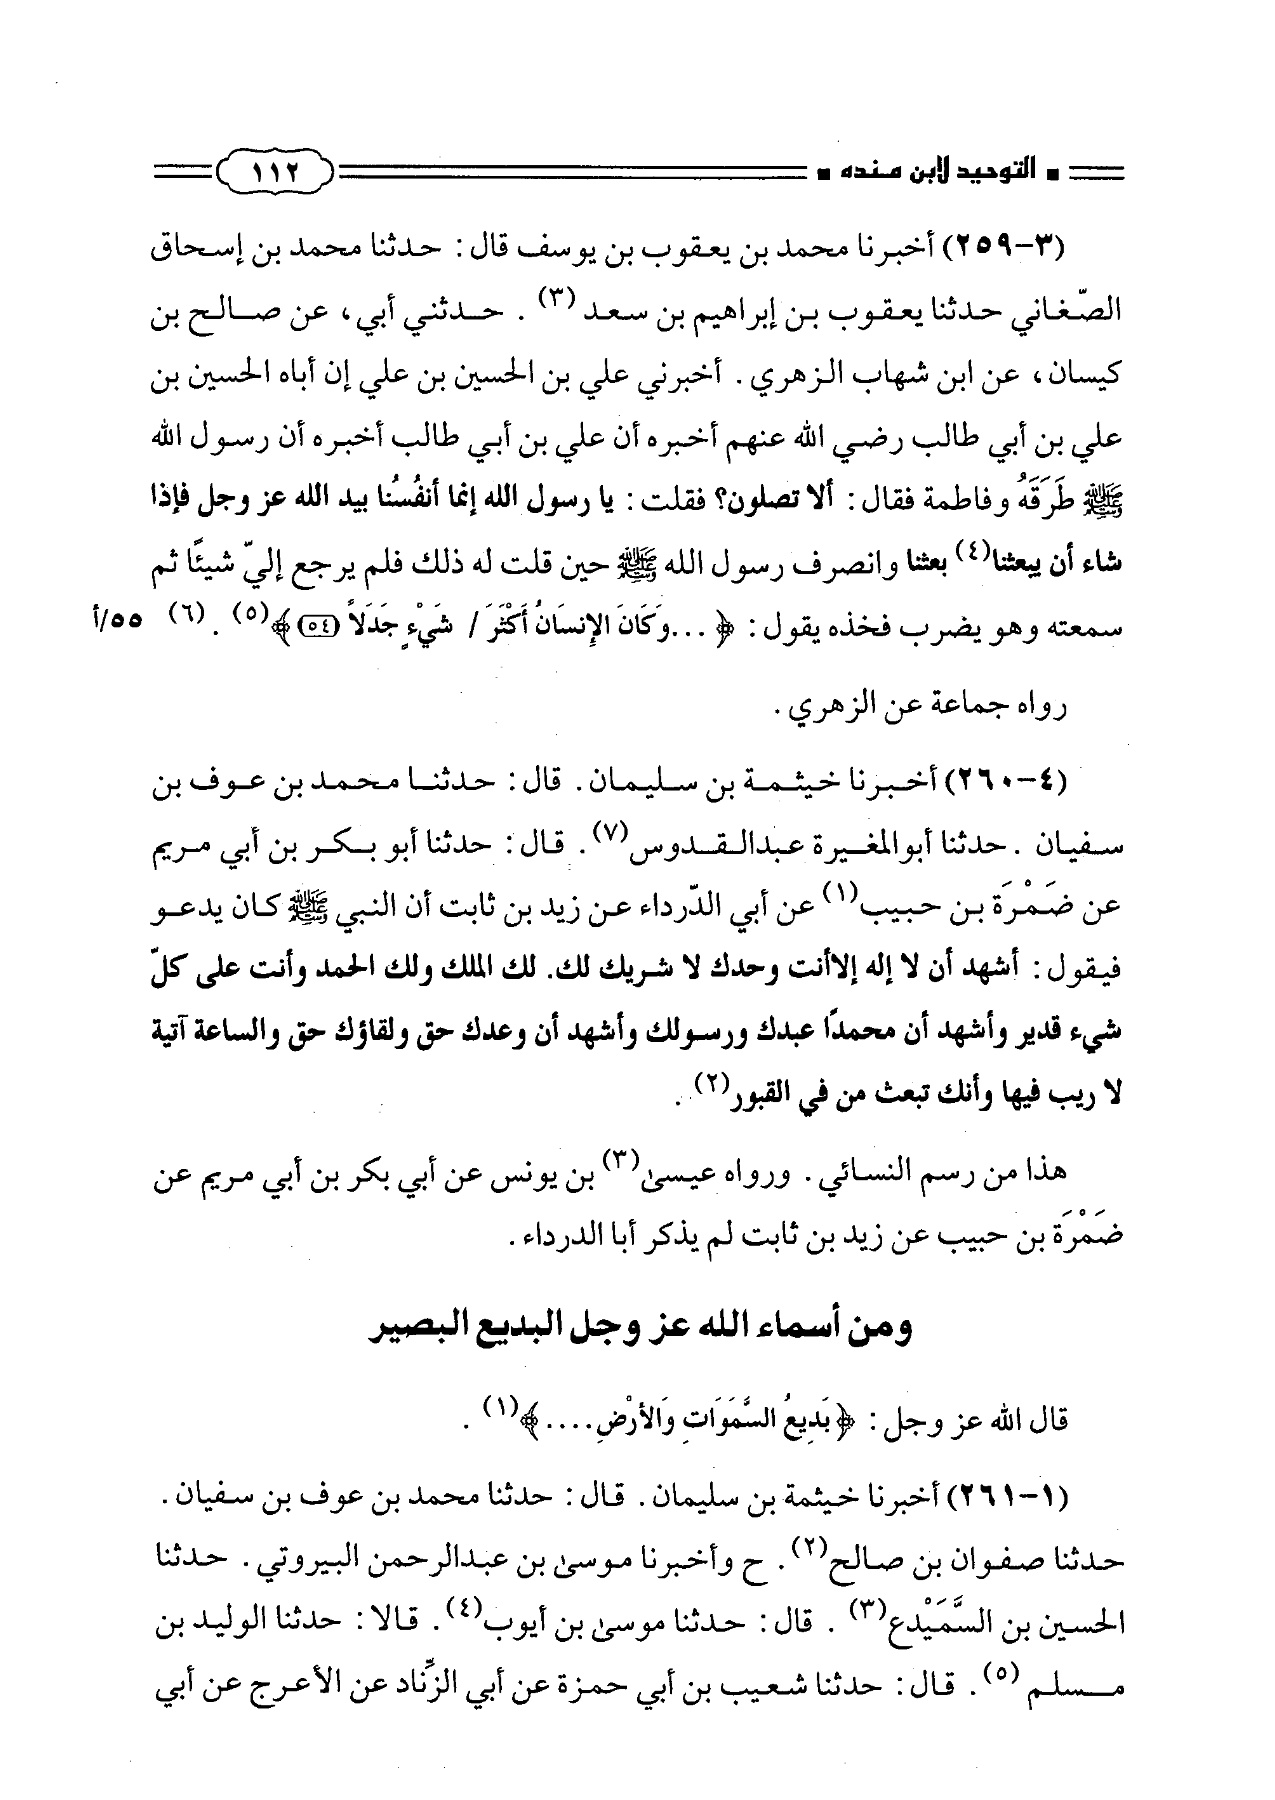 التوحيد لابن منده ١١٢
(٢٥٩-٣) أخبرنا محمد بن يعقوب بن يوسف قال: حدثنا محمد بن إسحاق
الصّغاني حدثنا يعقوب بن إبراهيم بن سعد (٣) . حدثني أبي، عن صالح بن
كيسان، عن ابن شهاب الزهري. أخبرني علي بن الحسين بن علي إن أباه الحسين بن
علي بن أبي طالب رضي الله عنهم أخبره أن علي بن أبي طالب أخبره أن رسول الله
ﷺ طَرَقَهُ وفاطمة فقال: ألا تصلون؟ فقلت: يا رسول الله إنما أنفُسُنا بيد الله عز وجل فإذا
شاء أن يبعثنا(٤) بعثنا وانصرف رسول الله ﷺ حين قلت له ذلك فلم يرجع إليّ شيئًا ثم
سمعته وهو يضرب فخذه يقول: ﴿ ...وَكَانَ الإنسَانُ أَكْثَرَ / شَيْءٍ جَدَلاً (٥٤)﴾(٥) . (٦) ٥٥/أ
رواه جماعة عن الزهري.
(٢٦٠-٤) أخبرنا خيثمة بن سليمان. قال: حدثنا محمد بن عوف بن
سفيان . حدثنا أبو المغيرة عبدالقدوس(٧). قال: حدثنا أبو بكر بن أبي مريم
عن ضَمْرَة بن حبيب(١) عن أبي الدّرداء عن زيد بن ثابت أن النبي ﷺ كان يدعو
فيقول: أشهد أن لا إله إلاأنت وحدك لا شريك لك. لك الملك ولك الحمد وأنت على كلّ
شيء قدير وأشهد أن محمدًا عبدك ورسولك وأشهد أن وعدك حق ولقاؤك حق والساعة آتية
لا ريب فيها وأنك تبعث من في القبور(٢) .
هذا من رسم النسائي. ورواه عيسىٰ(٣) بن يونس عن أبي بكر بن أبي مريم عن
ضَمْرَة بن حبيب عن زيد بن ثابت لم يذكر أبا الدرداء.
ومن أسماء الله عز وجل البديع البصير
قال الله عز وجل: ﴿بَدِيعُ السَّمَوَاتِ وَالأَرْضِ....﴾(١) .
(٢٦١-١) أخبرنا خيثمة بن سليمان. قال: حدثنا محمد بن عوف بن سفيان.
حدثنا صفوان بن صالح(٢). ح وأخبرنا موسىٰ بن عبدالرحمن البيروتي. حدثنا
الحسين بن السَّمَيْدع(٣) . قال: حدثنا موسىٰ بن أيوب(٤). قالا: حدثنا الوليد بن
مسلم (٥). قال: حدثنا شعيب بن أبي حمزة عن أبي الزّناد عن الأعرج عن أبي